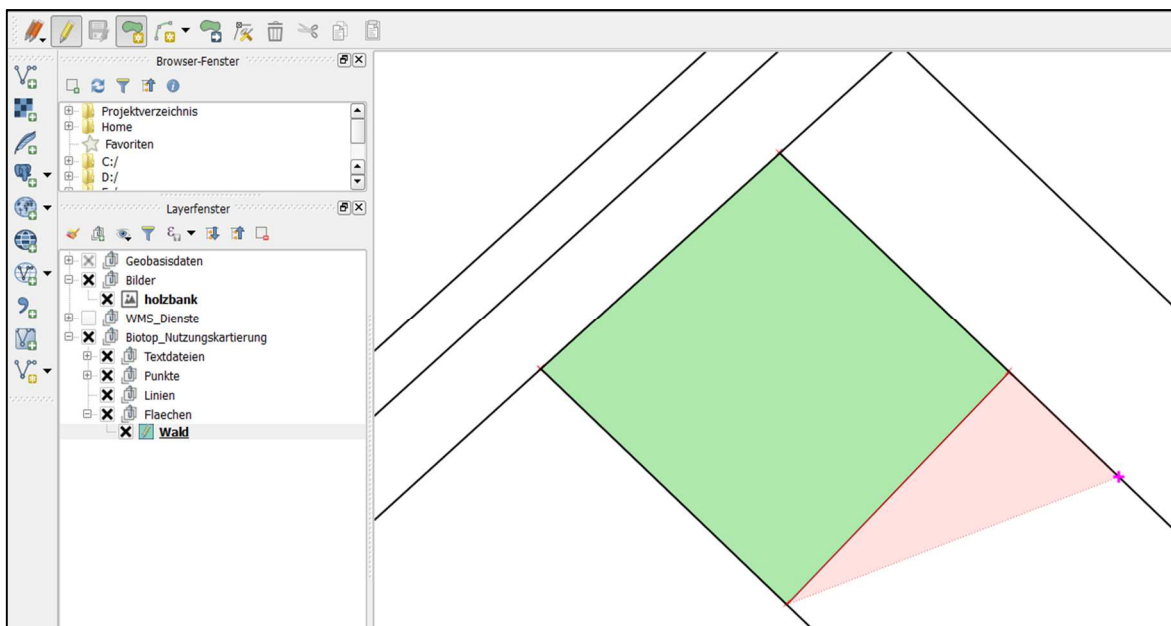 Browser-Fenster
Projektverzeichnis
Home
Favoriten
C:/
D:/
Layerfenster
Geobasisdaten
Bilder
holzbank
WMS_Dienste
Biotop_Nutzungskartierung
Textdateien
Punkte
Linien
Flaechen
Wald